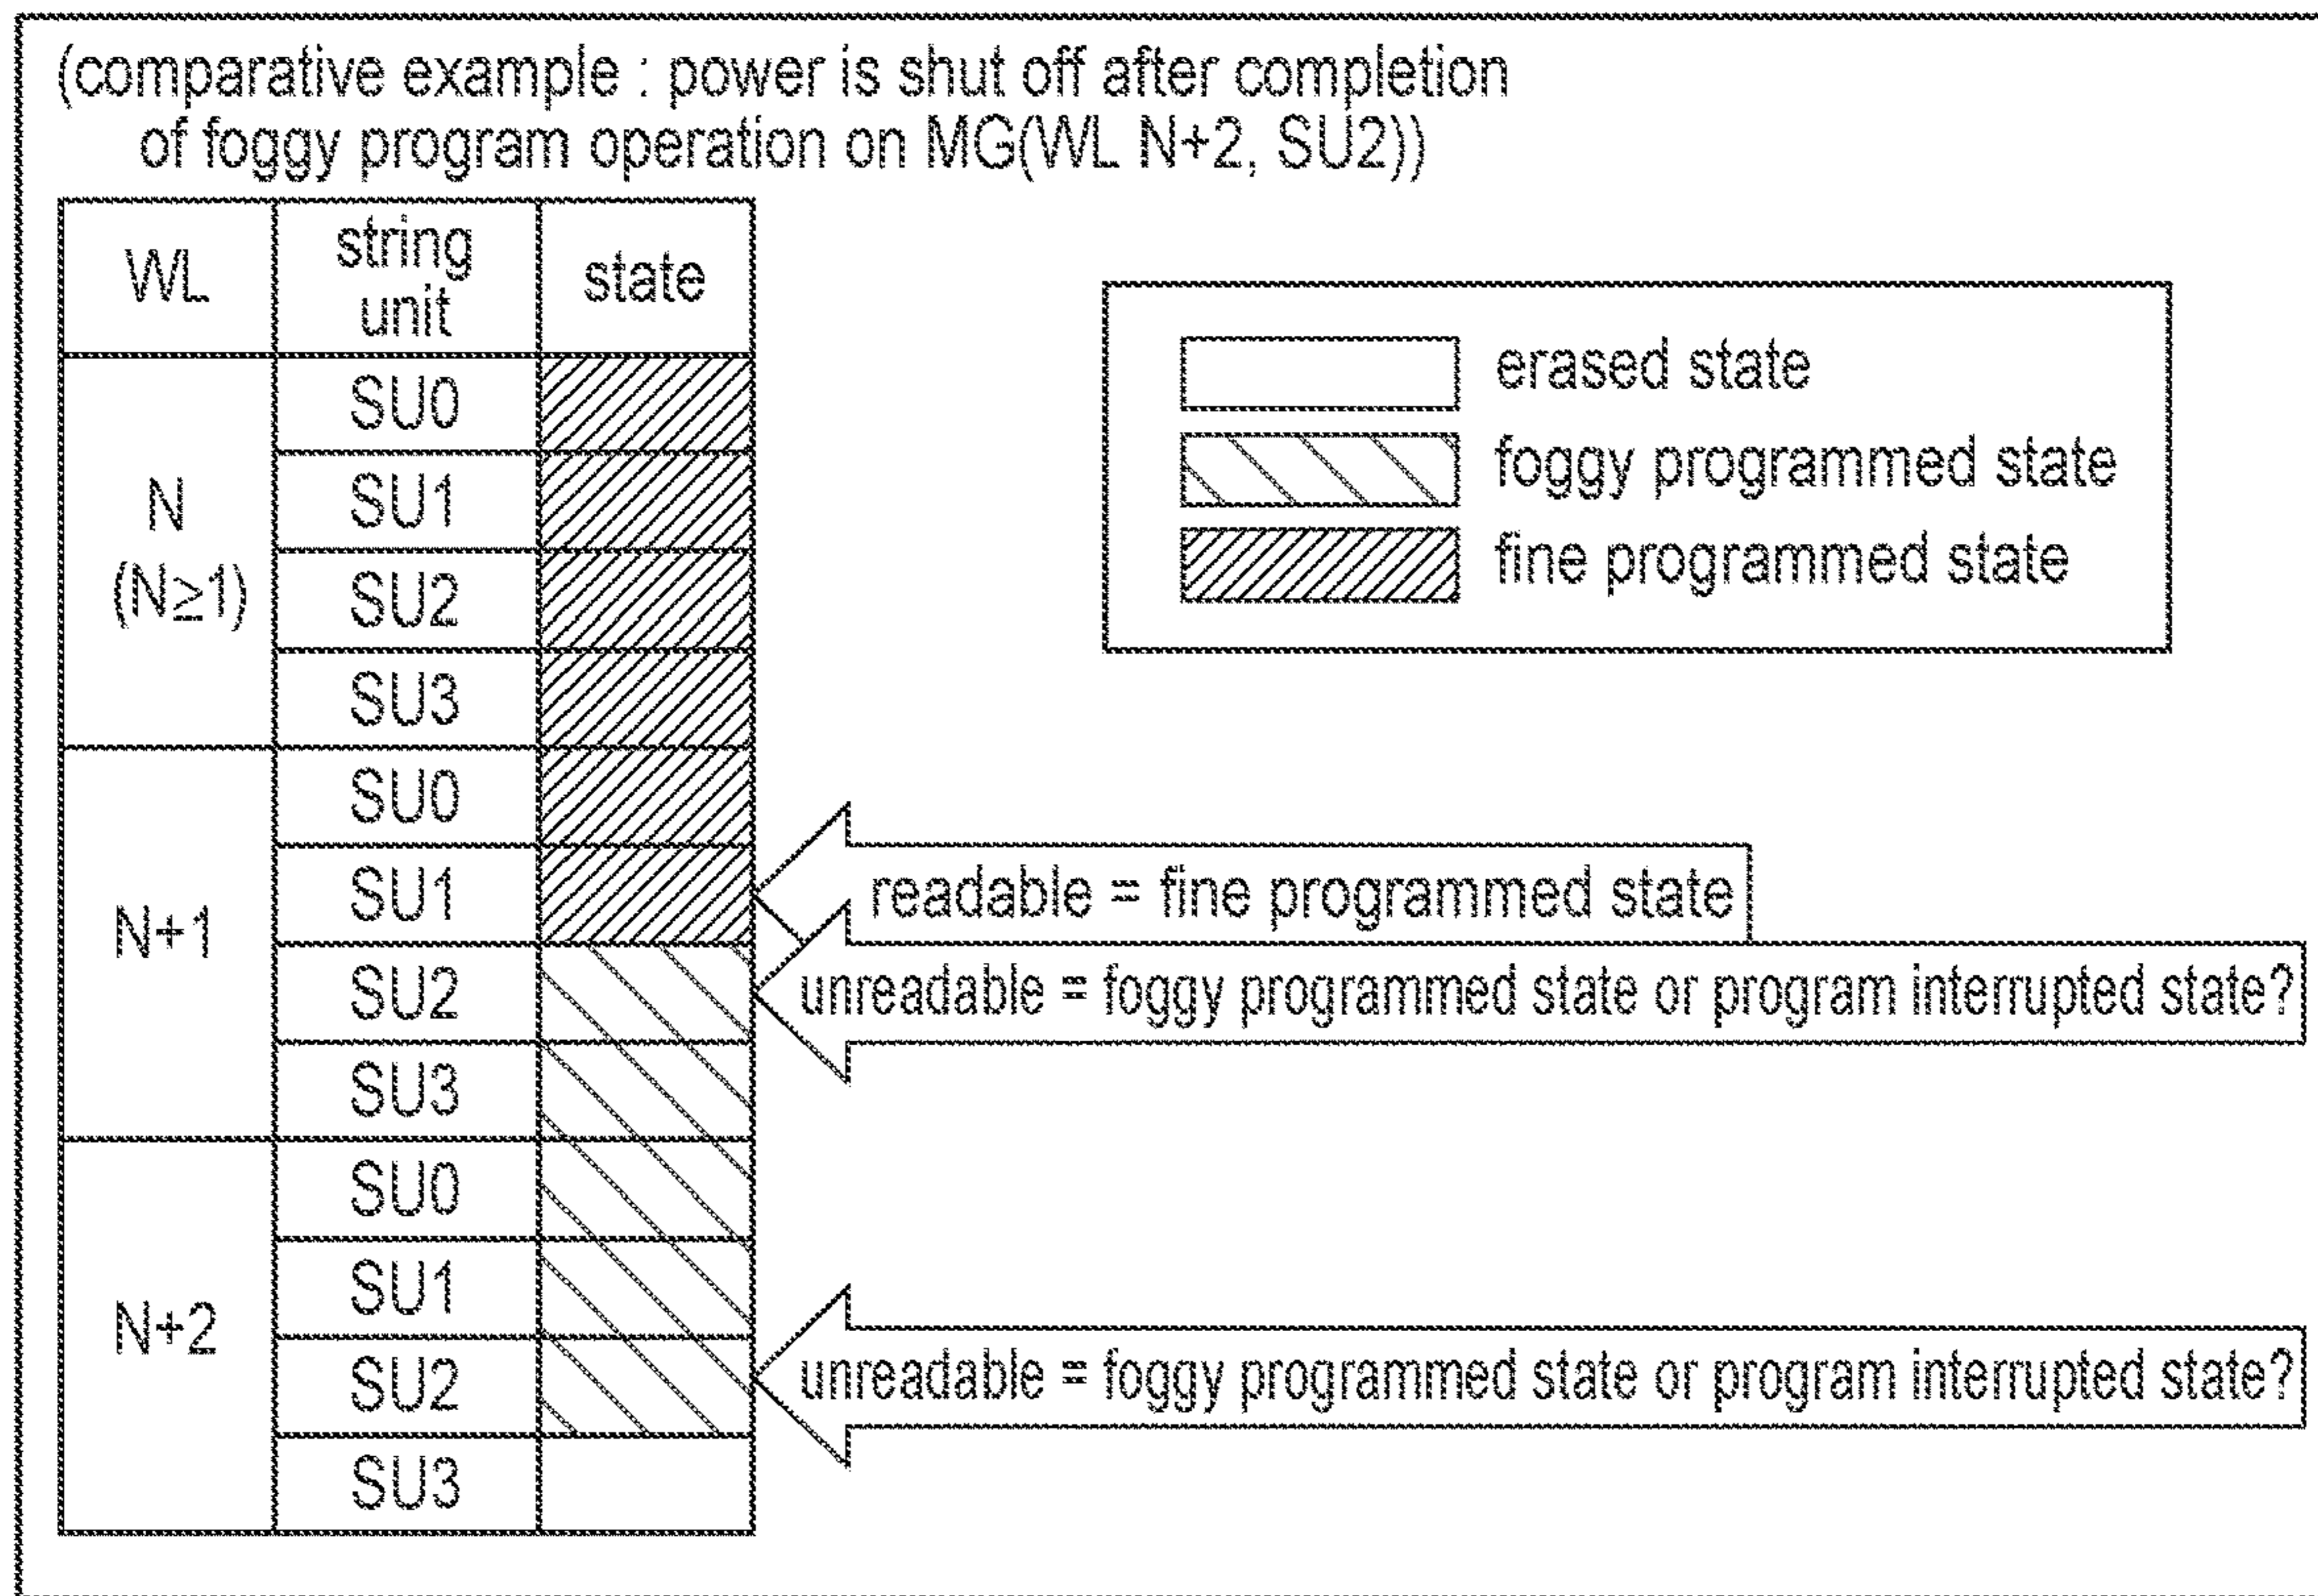 (comparative example : power is shut off after completion
of foggy program operation on MG(WL N+2, SU2))
WL
string
unit
state
N
(N≥1)
SU0
SU1
SU2
SU3
N+1
SU0
SU1
SU2
SU3
N+2
SU0
SU1
SU2
SU3
erased state
foggy programmed state
fine programmed state
readable = fine programmed state
unreadable = foggy programmed state or program interrupted state?
unreadable = foggy programmed state or program interrupted state?